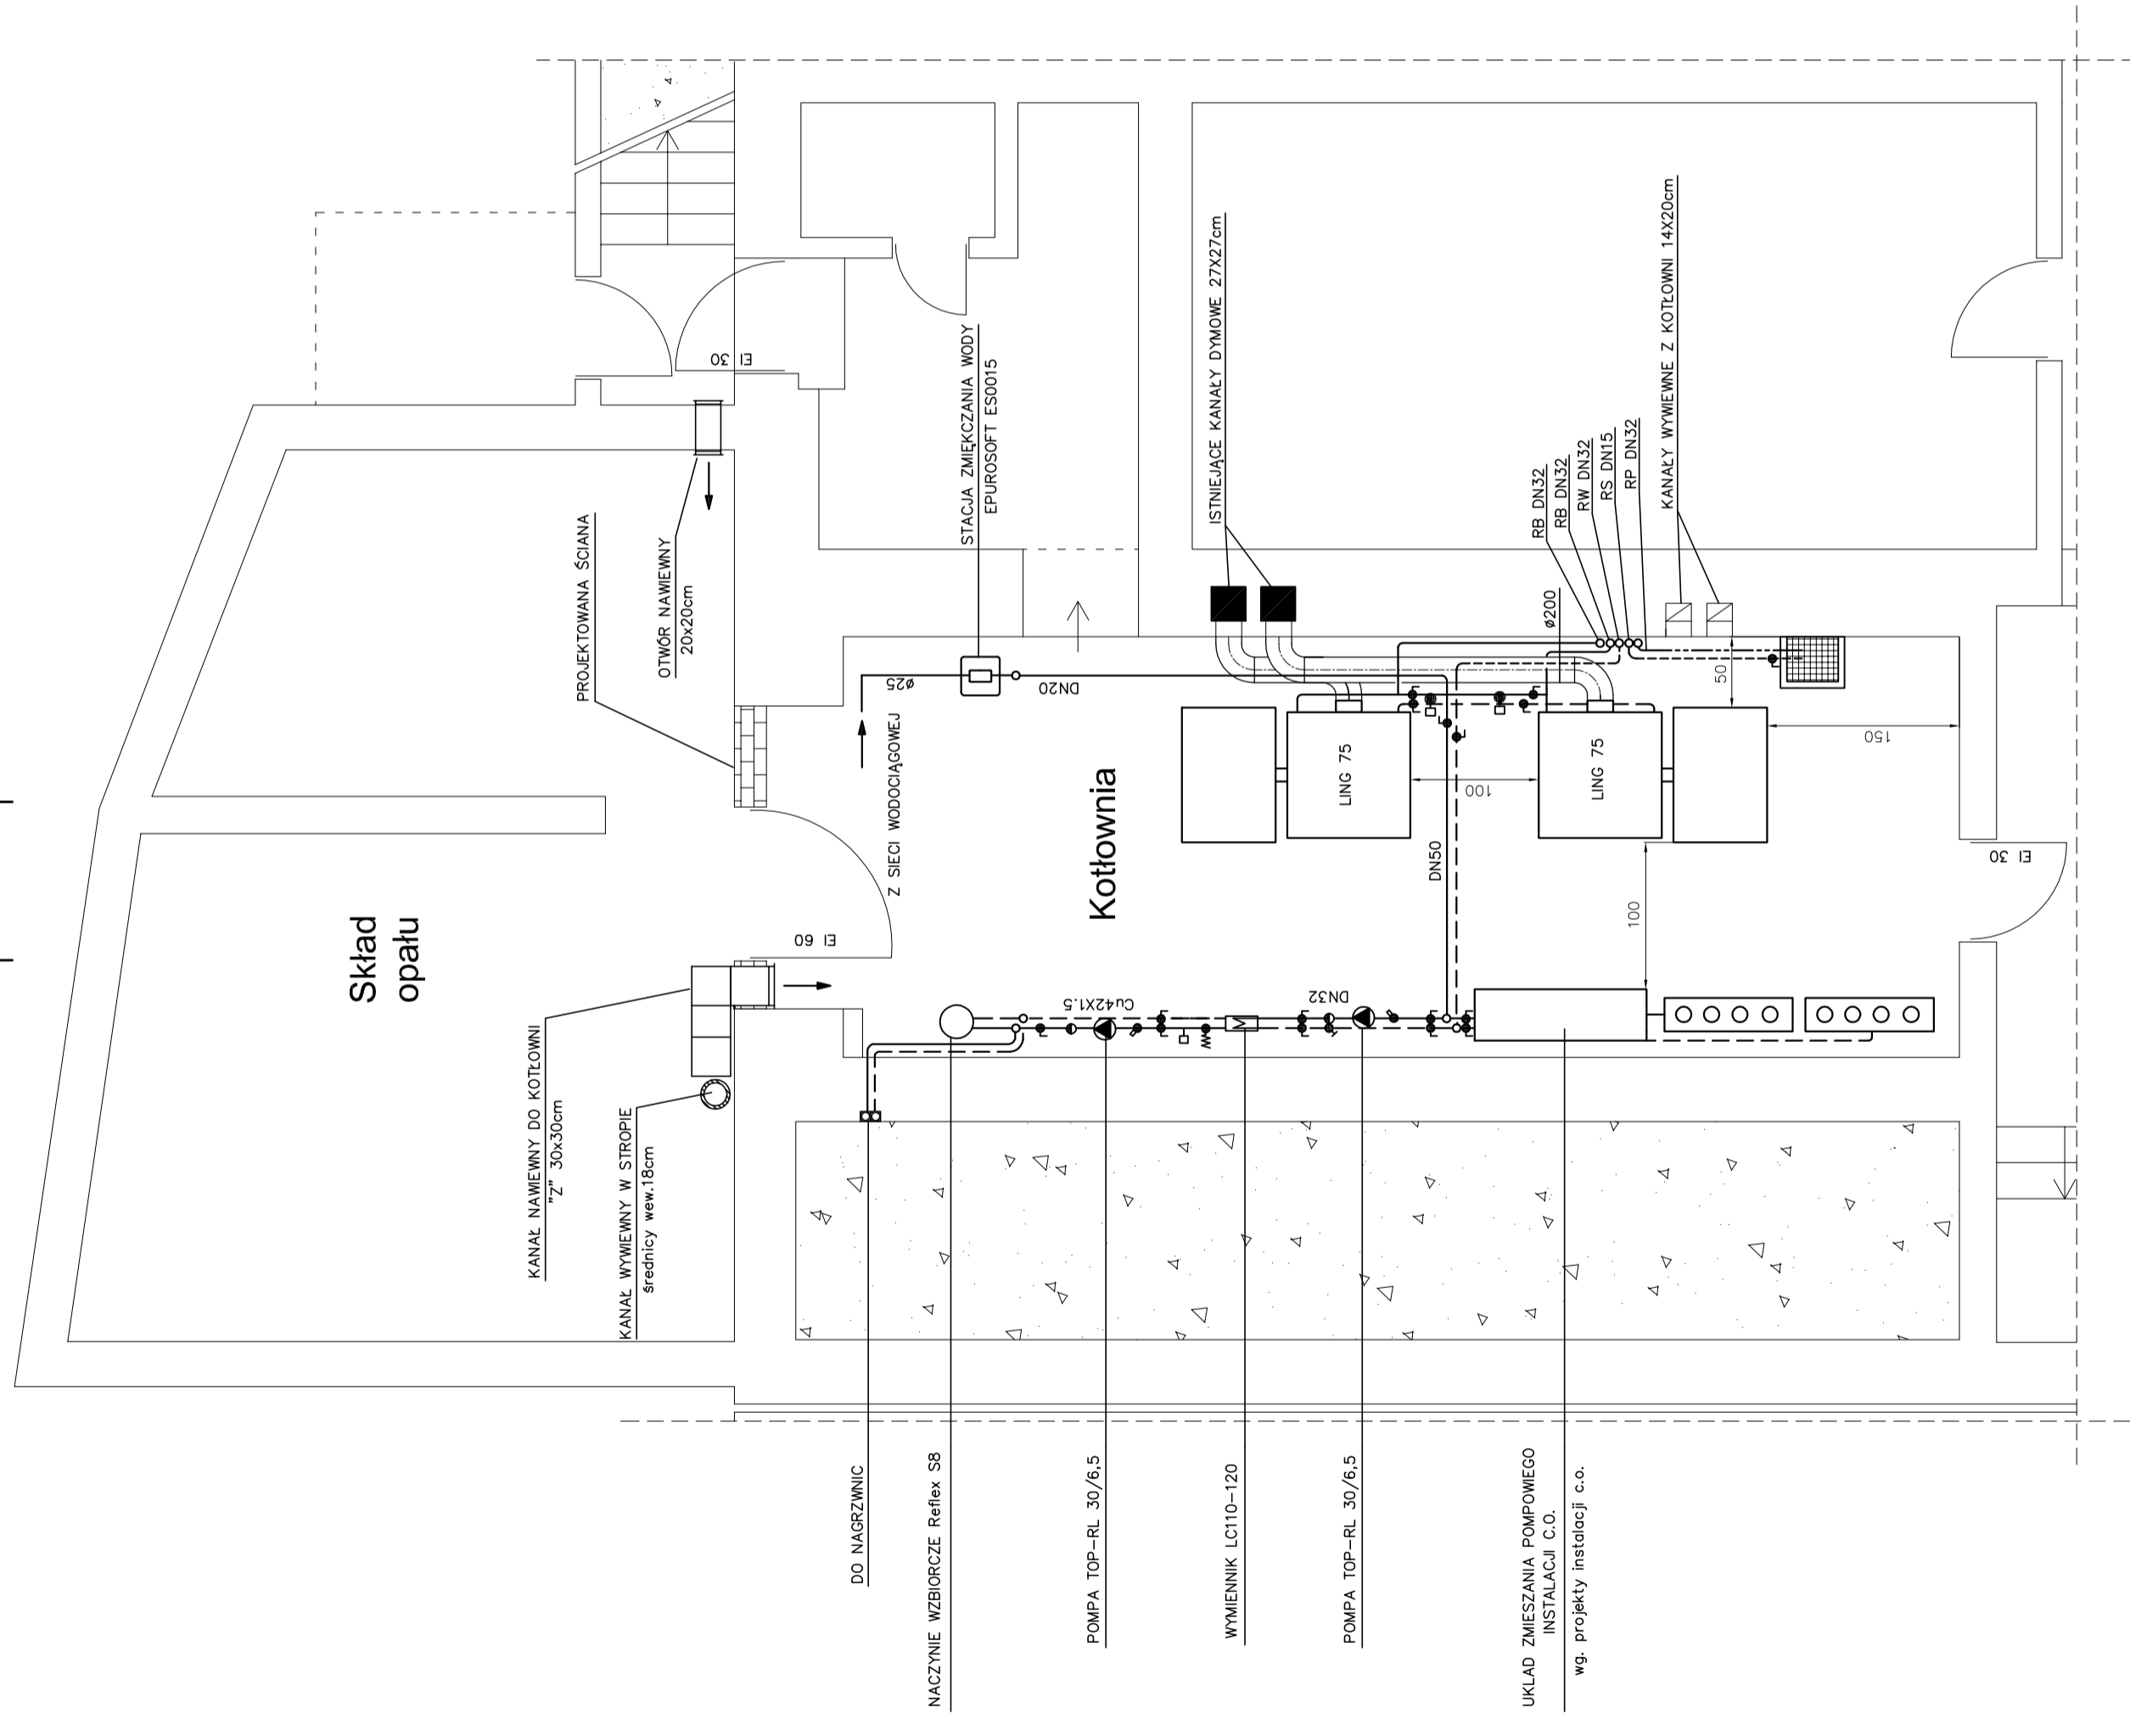 Skład
opału
Kotłownia
PROJEKTOWANA ŚCIANA
OTWÓR NAWIEWNY
20x20cm
EI 30
STACJA ZMIĘKCZANIA WODY
EPUROSOFT ES0015
ISTNIEJĄCE KANAŁY DYMOWE 27X27cm
RB DN32
RB DN32
RW DN32
RS DN15
RP DN32
KANAŁY WYWIEWNE Z KOTŁOWNI 14X20cm
ø200
ø25
DN20
Z SIECI WODOCIĄGOWEJ
LING 75
LING 75
100
50
150
EI 30
DN50
100
EI 60
Cu42X1.5
DN32
KANAŁ NAWIEWNY DO KOTŁOWNI
"Z" 30x30cm
KANAŁ WYWIEWNY W STROPIE
średnicy wew.18cm
DO NAGRZWNIC
NACZYNIE WZBIORCZE Reflex S8
POMPA TOP-RL 30/6,5
WYMIENNIK LC110-120
POMPA TOP-RL 30/6,5
UKLAD ZMIESZANIA POMPOWIEGO
INSTALACJI C.O.
wg. projekty instalacji c.o.